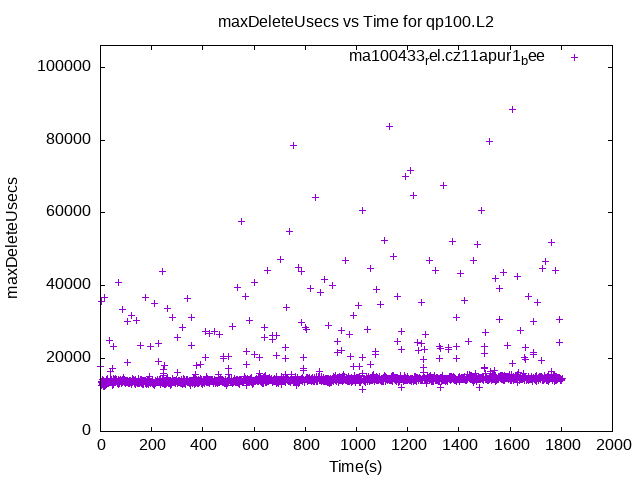 maxDeleteUsecs vs Time for qp100.L2
ma100433rel.cz11apur1bee
100000
80000
60000
40000
20000
0
maxDeleteUsecs
0 200 400 600 800 1000 1200 1400 1600 1800 2000
Time(s)